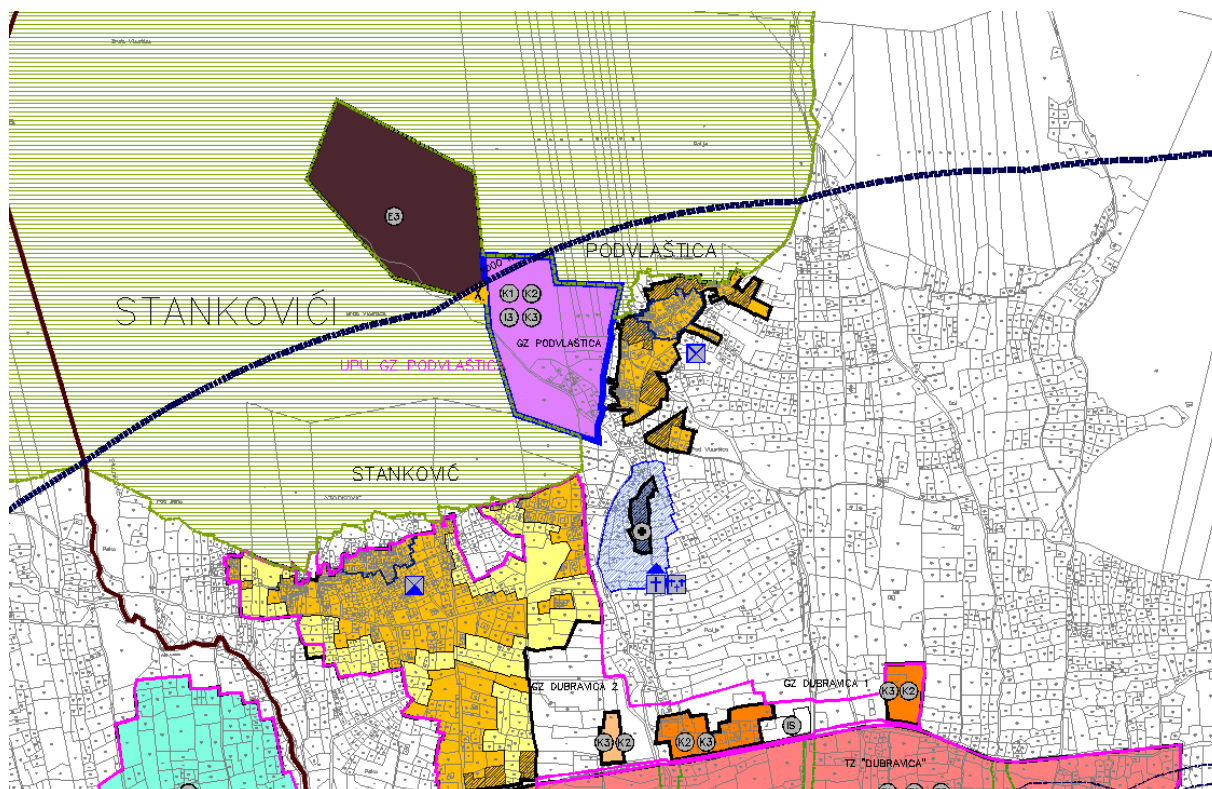 PODVLAŠTICA
E3
STANKOVIĆI
K1 K2
I3 K3
GZ PODVLAŠTICA
UPU GZ PODVLAŠTICA
STANKOVIĆ
GZ DUBRAVICA 1
GZ DUBRAVICA 2
K3 K2
IS
K3 K2
K2 K3
TZ "DUBRAVICA"